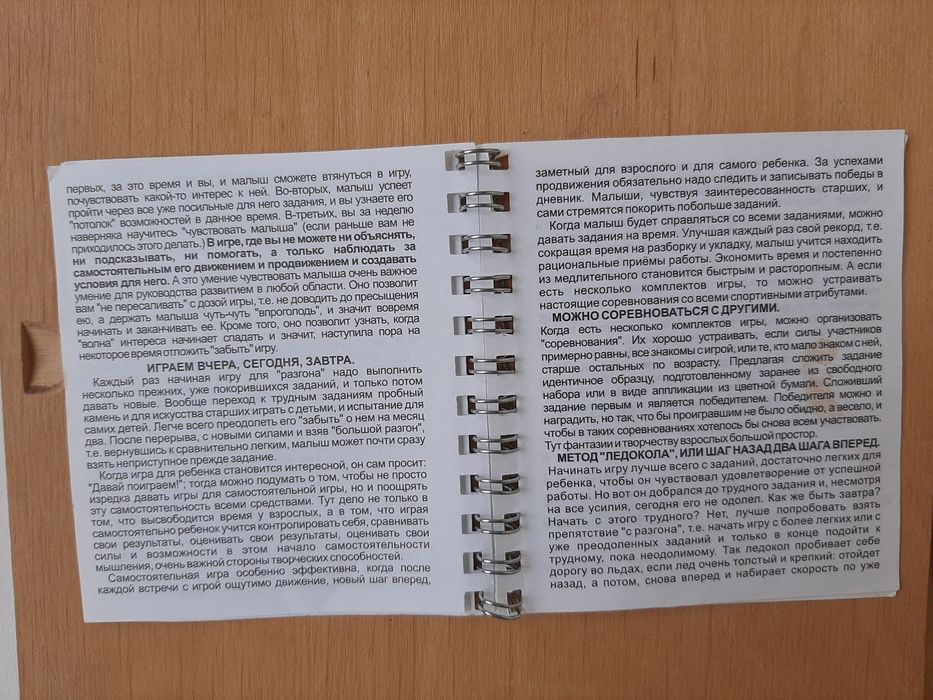 первых, за это время и вы, и малыш сможете втянуться в игру,
почувствовать какой-то интерес к ней. Во-вторых, малыш успеет
пройти через все уже посильные для него задания, и вы узнаете его
"потолок" возможностей в данное время. В-третьих, вы за неделю
наверняка научитесь "чувствовать малыша" (если раньше вам не
приходилось этого делать.) В игре, где вы не можете ни объяснять,
ни подсказывать, ни помогать, а только наблюдать за
самостоятельным его движением и продвижением и создавать
условия для него. А это умение чувствовать малыша очень важное
умение для руководства развитием в любой области. Оно позволит
вам "не пересаливать" с дозой игры, т.е. не доводить до пресыщения
ею, а держать малыша чуть-чуть "впроголодь", и значит вовремя
начинать и заканчивать ее. Кроме того, оно позволит узнать, когда
"волна" интереса начинает спадать и значит, наступила пора на
некоторое время отложить "забыть" игру.
ИГРАЕМ ВЧЕРА, СЕГОДНЯ, ЗАВТРА.
Каждый раз начиная игру для "разгона" надо выполнить
несколько прежних, уже покорившихся заданий, и только потом
давать новые. Вообще переход к трудным заданиям пробный
камень и для искусства старших играть с детьми, и испытание для
самих детей. Легче всего преодолеть его "забыть" о нем на месяц
два. После перерыва, с новыми силами и взяв "большой разгон",
т.е. вернувшись к сравнительно легким, малыш может почти сразу
взять неприступное прежде задание.
Когда игра для ребенка становится интересной, он сам просит:
"Давай поиграем!"; тогда можно подумать о том, чтобы не просто
изредка давать игры для самостоятельной игры, но и поощрять
эту самостоятельность всеми средствами. Тут дело не только в
том, что высвободится время у взрослых, а в том, что играя
самостоятельно ребенок учится контролировать себя, сравнивать
свои результаты, оценивать свои результаты, оценивать свои
силы и возможности в этом начало самостоятельности
мышления, очень важной стороны творческих способностей.
Самостоятельная игра особенно эффективна, когда после
каждой встречи с игрой ощутимо движение, новый шаг вперед,
заметный для взрослого и для самого ребенка. За успехами
продвижения обязательно надо следить и записывать победы в
дневник. Малыши, чувствуя заинтересованность старших, и
сами стремятся покорить побольше заданий.
Когда малыш будет справляться со всеми заданиями, можно
давать задания на время. Улучшая каждый раз свой рекорд, т.е.
сокращая время на разборку и укладку, малыш учится находить
рациональные приёмы работы. Экономить время и постепенно
из медлительного становится быстрым и расторопным. А если
есть несколько комплектов игры, то можно устраивать
настоящие соревнования со всеми спортивными атрибутами.
МОЖНО СОРЕВНОВАТЬСЯ С ДРУГИМИ.
Когда есть несколько комплектов игры, можно организовать
"соревнования". Их хорошо устраивать, если силы участников
примерно равны, все знакомы с игрой, или те, кто мало знаком с ней,
старше остальных по возрасту. Предлагая сложить задание
идентичное образцу, подготовленному заранее из свободного
набора или в виде аппликации из цветной бумаги. Сложивший
задание первым и является победителем. Победителя можно и
наградить, но так, что бы проигравшим не было обидно, а весело, и
чтобы в таких соревнованиях хотелось бы снова всем участвовать.
Тут фантазии и творчеству взрослых большой простор.
МЕТОД "ЛЕДОКОЛА", ИЛИ ШАГ НАЗАД ДВА ШАГА ВПЕРЕД.
Начинать игру лучше всего с заданий, достаточно легких для
ребенка, чтобы он чувствовал удовлетворение от успешной
работы. Но вот он добрался до трудного задания и, несмотря
на все усилия, сегодня его не одолел. Как же быть завтра?
Начать с этого трудного? Нет, лучше попробовать взять
препятствие "с разгона", т.е. начать игру с более легких или с
уже преодоленных заданий и только в конце подойти к
трудному, пока неодолимому. Так ледокол пробивает себе
дорогу во льдах, если лед очень толстый и крепкий: отойдет
назад, а потом, снова вперед и набирает скорость по уже